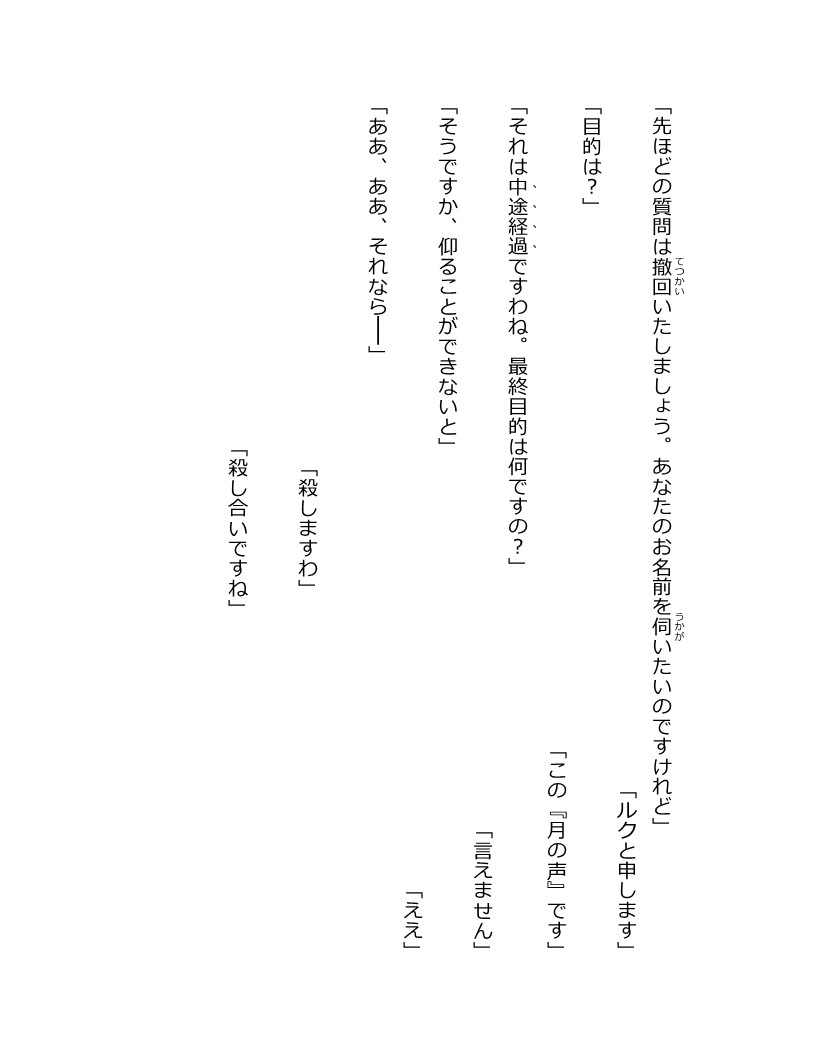 「先ほどの質問は撤回いたしましょう。あなたのお名前を伺いたいのですけれど」
てつかい
うかが
「ルクと申します」
「目的は？」
「この『月の声』です」
「それは中途経過ですわね。最終目的は何ですの？」
「言えません」
「そうですか、仰ることができないと」
「ええ」
「ああ、ああ、それなら――」
「殺しますわ」
「殺し合いですね」